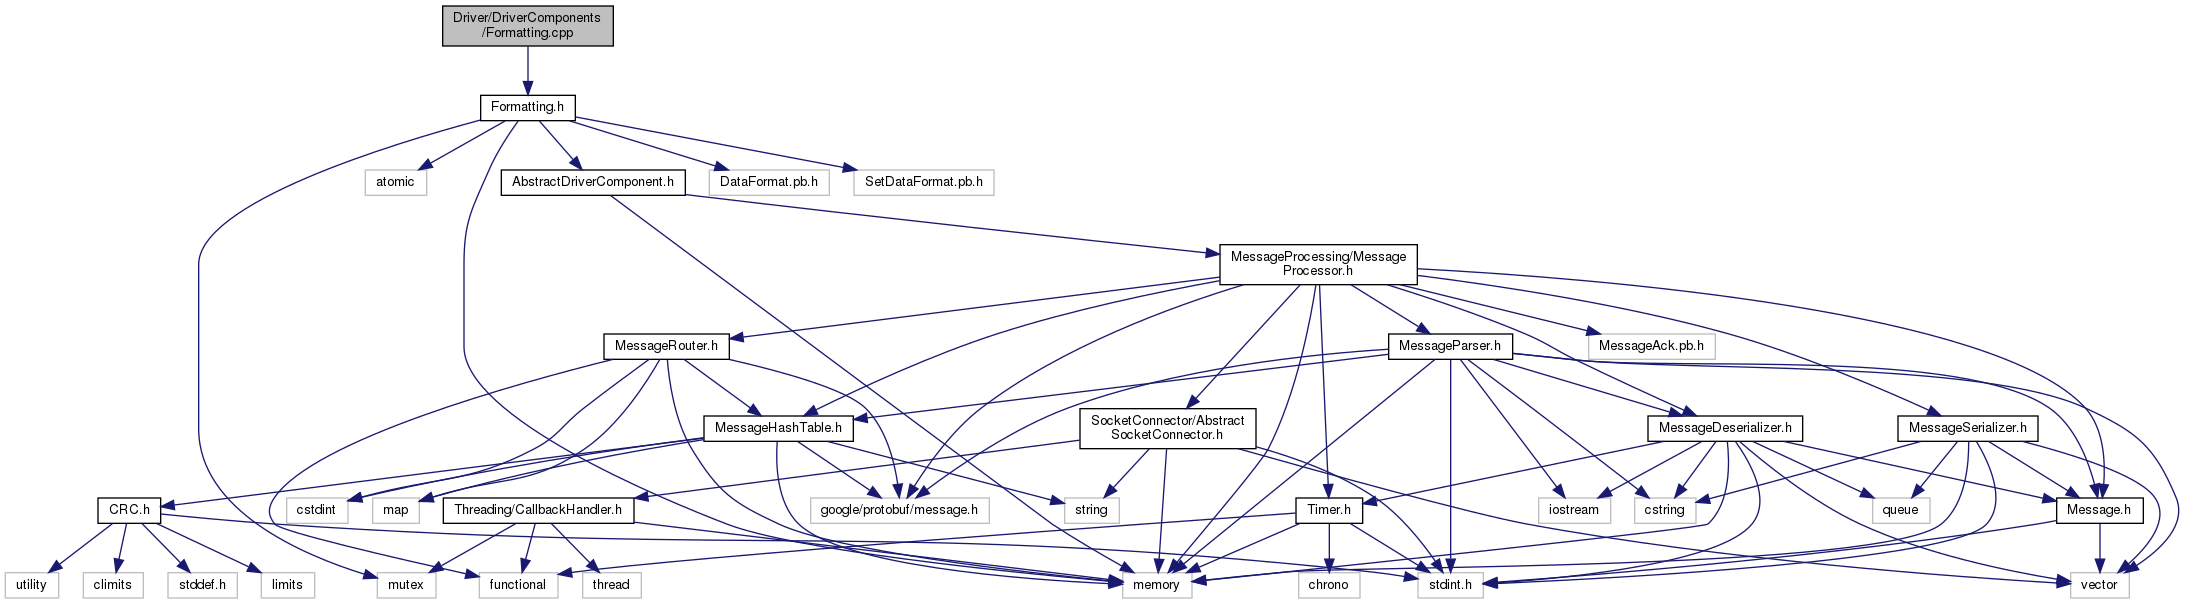 Driver/DriverComponents
/Formatting.cpp
Formatting.h
atomic
AbstractDriverComponent.h
DataFormat.pb.h
SetDataFormat.pb.h
MessageProcessing/Message
Processor.h
MessageRouter.h
MessageParser.h
MessageAck.pb.h
MessageHashTable.h
SocketConnector/Abstract
SocketConnector.h
MessageDeserializer.h
MessageSerializer.h
CRC.h
cstdint
map
Threading/CallbackHandler.h
google/protobuf/message.h
string
Timer.h
iostream
cstring
queue
Message.h
utility
climits
stddef.h
limits
mutex
functional
thread
memory
chrono
stdint.h
vector